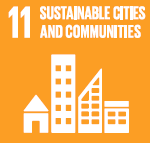 11 SUSTAINABLE CITIES
AND COMMUNITIES